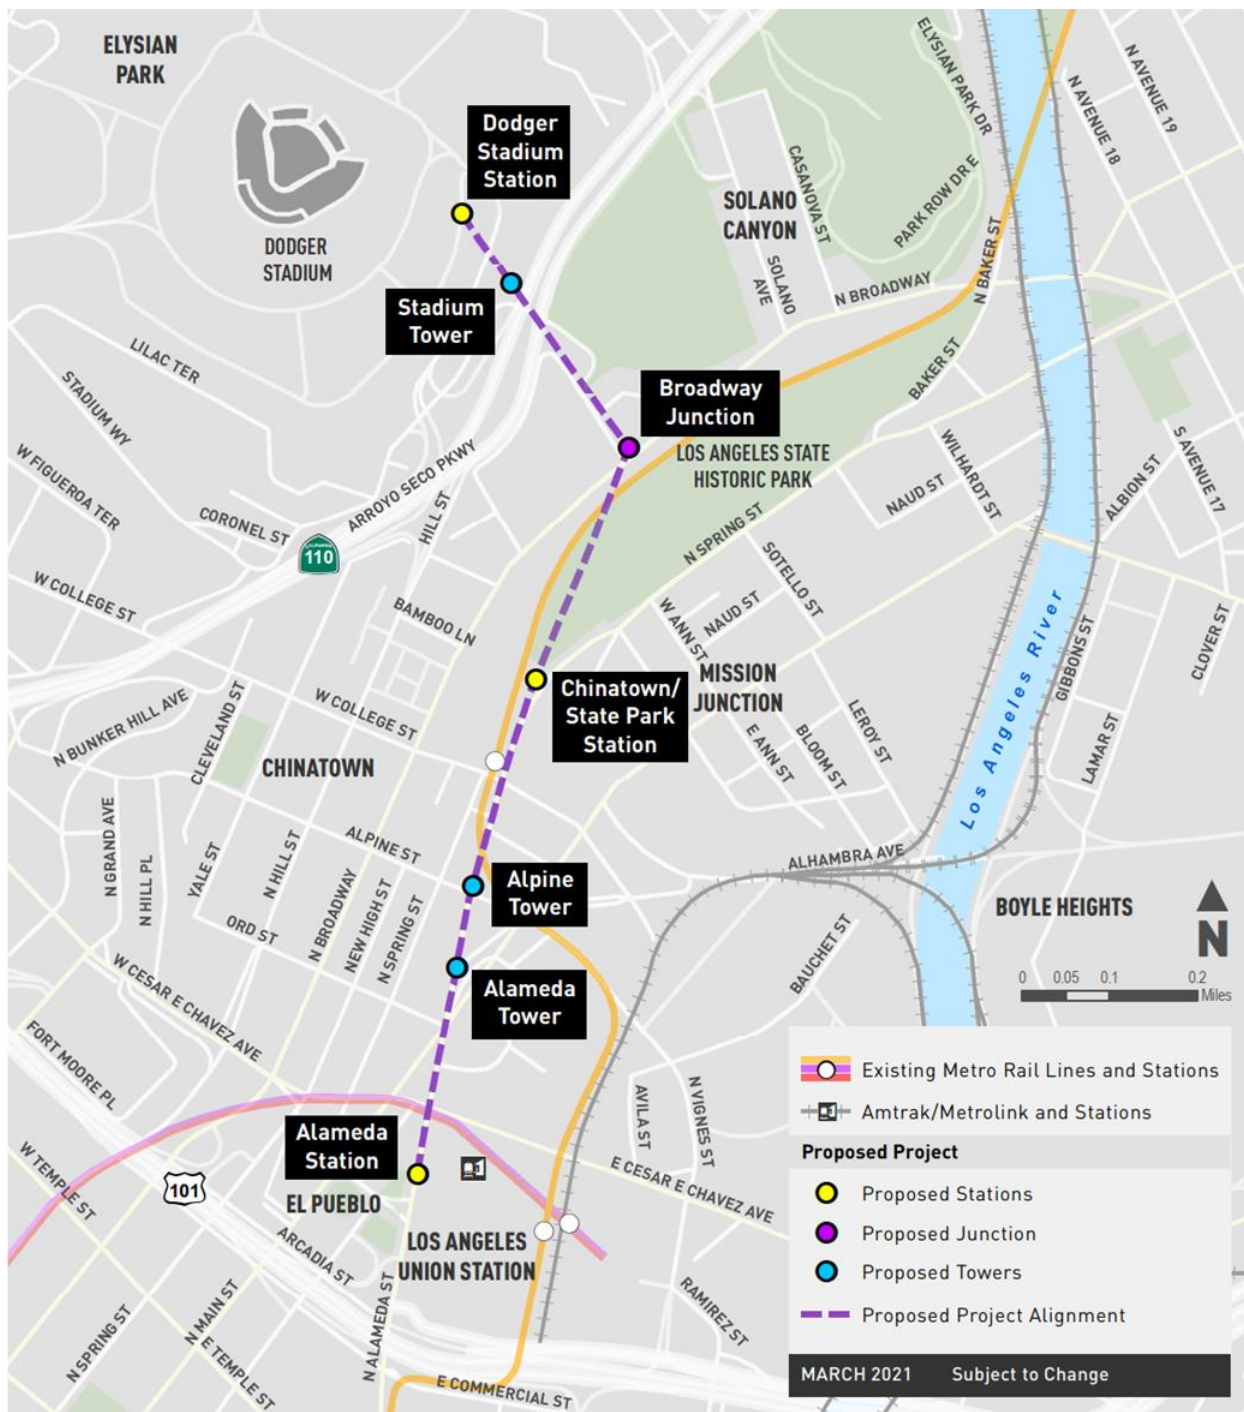 ELYSIAN
PARK
Dodger
Stadium
Station
DODGER
STADIUM
Stadium
Tower
SOLANO
CANYON
CASANOVA ST
SOLANO
AVE
ELYSIAN PARK DR
PARK ROW DR E
N BROADWAY
N BAKER ST
BAKER ST
N AVENUE 19
N AVENUE 18
LILAC TER
STADIUM WY
W FIGUEROA TER
CORONEL ST
ARROYO SECO PKWY
HILL ST
CALIFORNIA
110
Broadway
Junction
LOS ANGELES STATE
HISTORIC PARK
WILHARDT ST
NAUD ST
ALBION ST
S AVENUE 17
N SPRING ST
SOTELLO ST
W COLLEGE ST
BAMBOO LN
W ANN ST
NAUD ST
MISSION
JUNCTION
Chinatown/
State Park
Station
Los Angeles River
GIBBONS ST
CLOVER ST
LAMAR ST
LEROY ST
BLOOM ST
E ANN ST
N BUNKER HILL AVE
CLEVELAND ST
W COLLEGE ST
CHINATOWN
N GRAND AVE
N HILL PL
YALE ST
N HILL ST
ALPINE ST
ORD ST
N BROADWAY
NEW HIGH ST
N SPRING ST
Alpine
Tower
Alameda
Tower
ALHAMBRA AVE
BAUCHET ST
BOYLE HEIGHTS
N
0 0.05 0.1 0.2
Miles
W CESAR E CHAVEZ AVE
FORT MOORE PL
W TEMPLE ST
101
Alameda
Station
EL PUEBLO
LOS ANGELES
UNION STATION
AVILA ST
N VIGNES ST
E CESAR E CHAVEZ AVE
ARCADIA ST
N MAIN ST
N SPRING ST
E TEMPLE ST
N ALAMEDA ST
RAMIREZ ST
E COMMERCIAL ST
Existing Metro Rail Lines and Stations
Amtrak/Metrolink and Stations
Proposed Project
Proposed Stations
Proposed Junction
Proposed Towers
Proposed Project Alignment
MARCH 2021 Subject to Change